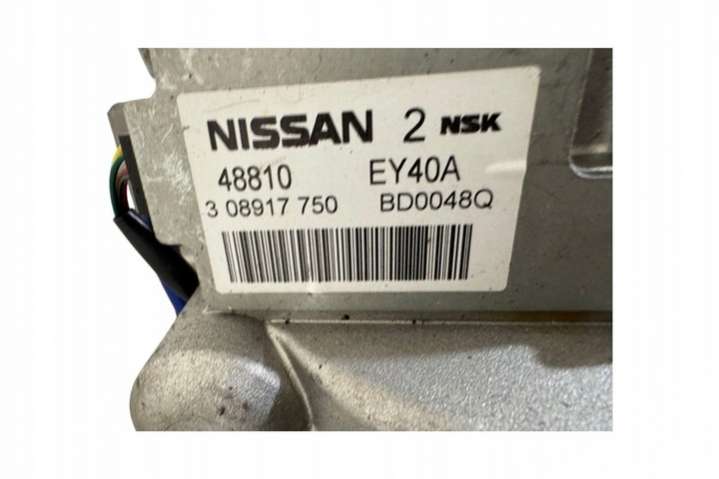 NISSAN 2 NSK
48810 EY40A
3 08917 750 BD0048Q